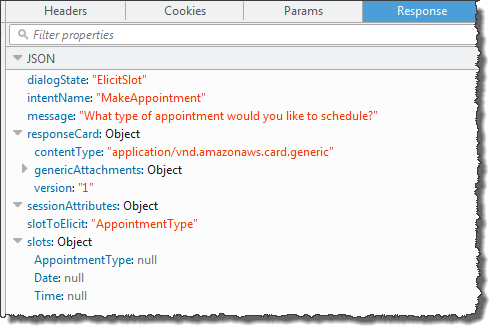 Headers Cookies Params Response
Filter properties
JSON
dialogState: "ElicitSlot"
intentName: "MakeAppointment"
message: "What type of appointment would you like to schedule?"
responseCard: Object
contentType: "application/vnd.amazonaws.card.generic"
genericAttachments: Object
version: "1"
sessionAttributes: Object
slotToElicit: "AppointmentType"
slots: Object
AppointmentType: null
Date: null
Time: null